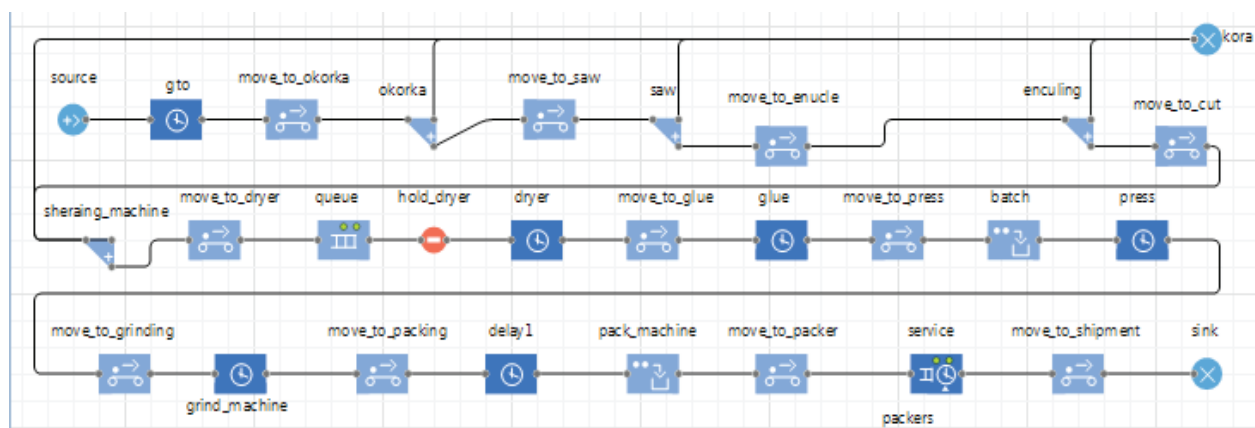 kora
source
gto
move_to_okorka
okorka
move_to_saw
saw
move_to_enucle
enculing
move_to_cut
sheraing_machine
move_to_dryer
queue
hold_dryer
dryer
move_to_glue
glue
move_to_press
batch
press
move_to_grinding
grind_machine
move_to_packing
delay1
pack_machine
move_to_packer
service
packers
move_to_shipment
sink